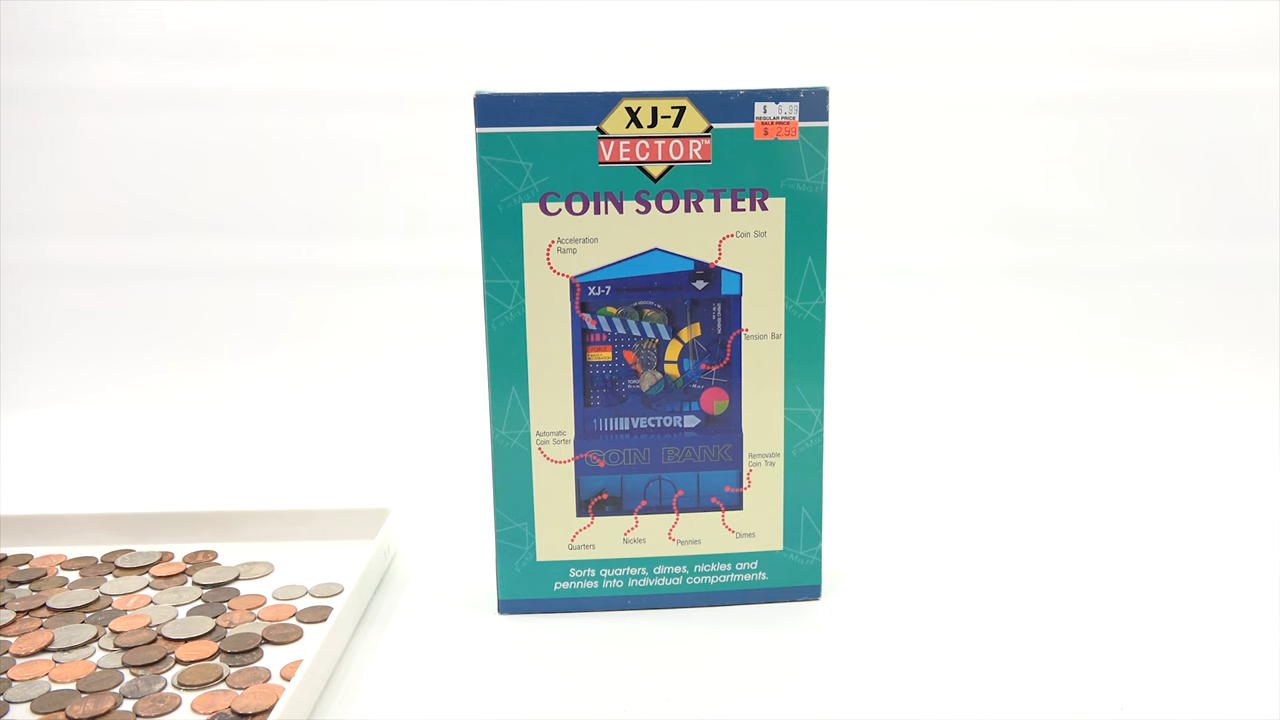 XJ-7
VECTOR™
$ 6.99
REGULAR PRICE
SALE PRICE
$ 2.99
COIN SORTER
Acceleration
Ramp
Coin Slot
XJ-7
Tension Bar
VECTOR
Automatic
Coin Sorter
COIN BANK
Removable
Coin Tray
Quarters
Nickles
Pennies
Dimes
Sorts quarters, dimes, nickles and
pennies into individual compartments.